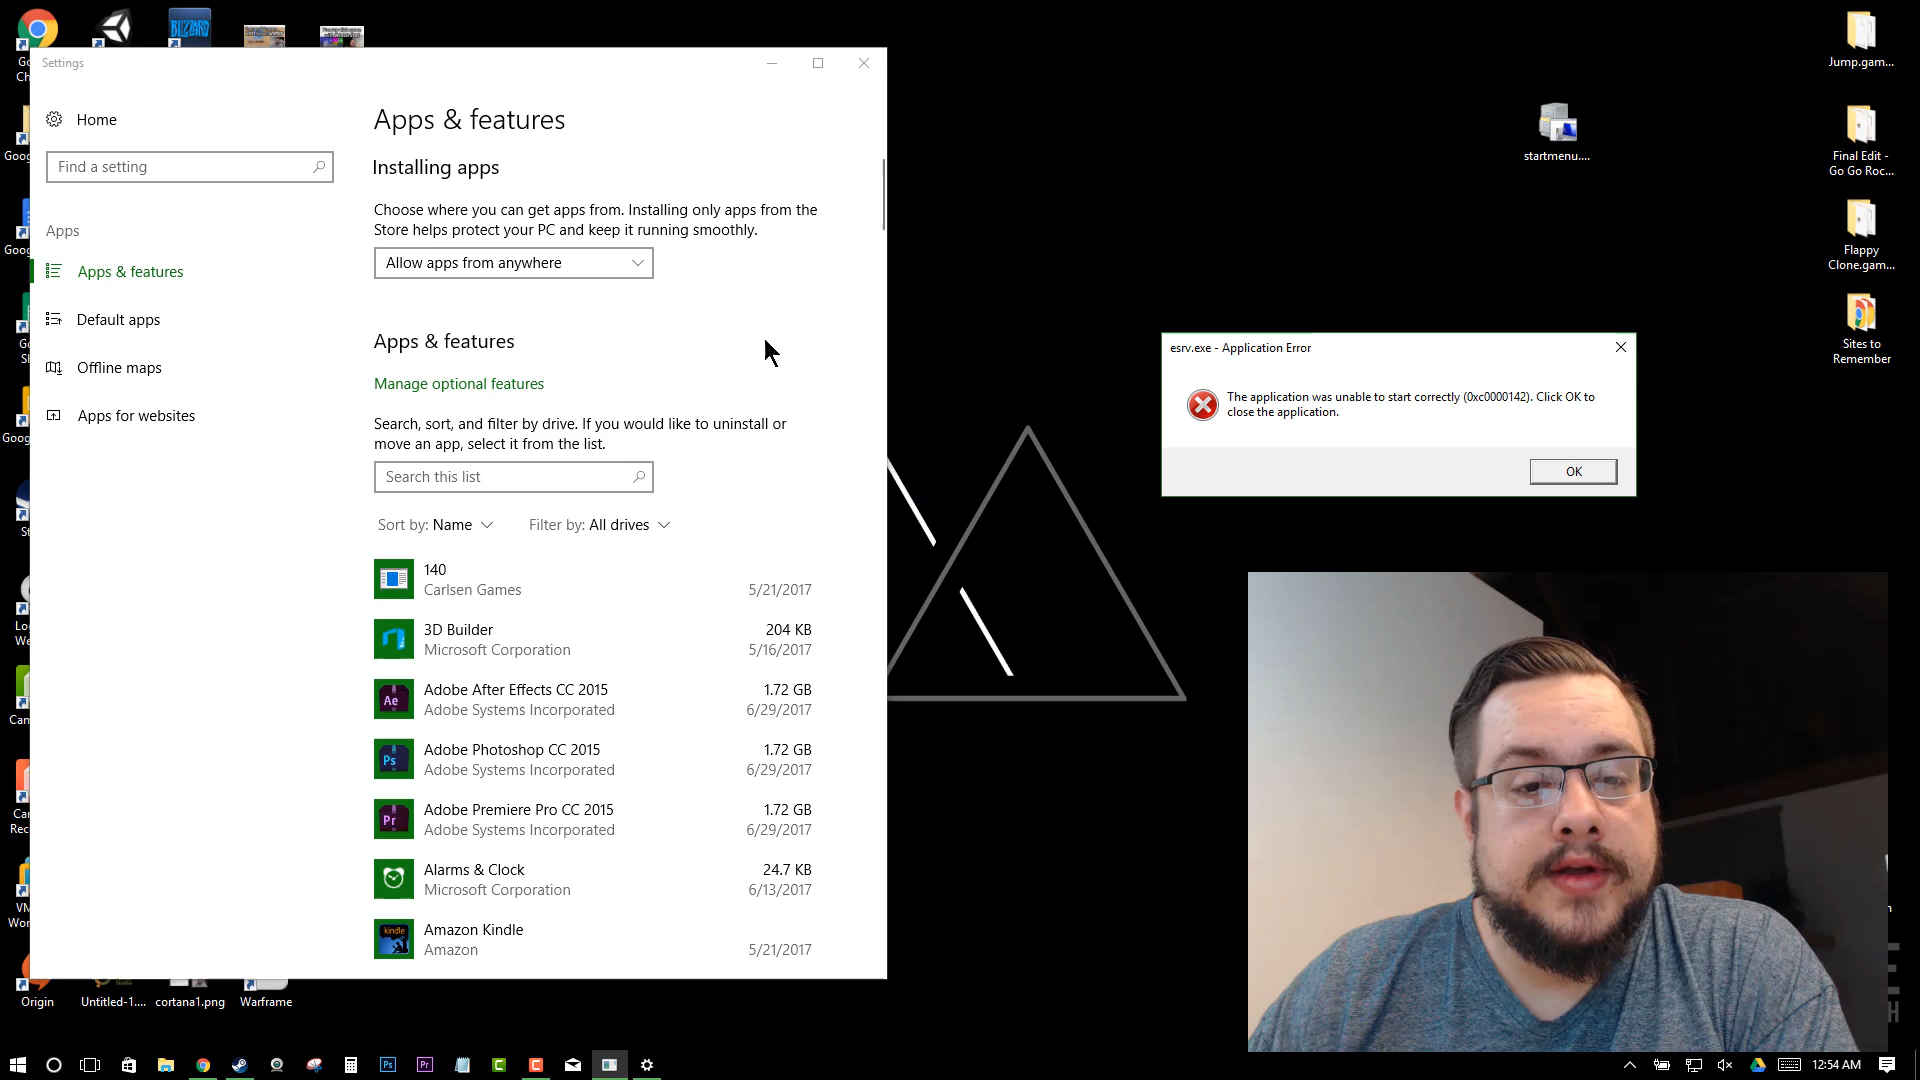 BLIZZARD
Settings
Home
Find a setting
Apps
Apps & features
Default apps
Offline maps
Apps for websites
Apps & features
Installing apps
Choose where you can get apps from. Installing only apps from the
Store helps protect your PC and keep it running smoothly.
Allow apps from anywhere
Apps & features
Manage optional features
Search, sort, and filter by drive. If you would like to uninstall or
move an app, select it from the list.
Search this list
Sort by: Name
Filter by: All drives
140
Carlsen Games
5/21/2017
3D Builder
204 KB
Microsoft Corporation
5/16/2017
Ae
Adobe After Effects CC 2015
1.72 GB
Adobe Systems Incorporated
6/29/2017
Ps
Adobe Photoshop CC 2015
1.72 GB
Adobe Systems Incorporated
6/29/2017
Pr
Adobe Premiere Pro CC 2015
1.72 GB
Adobe Systems Incorporated
6/29/2017
Alarms & Clock
24.7 KB
Microsoft Corporation
6/13/2017
kindle
Amazon Kindle
Amazon
5/21/2017
esrv.exe - Application Error
The application was unable to start correctly (0xc0000142). Click OK to
close the application.
OK
startmenu....
Jump.gam...
Final Edit -
Go Go Roc...
Flappy
Clone.gam...
Sites to
Remember
Origin
Untitled-1....
cortana1.png
Warframe
Ps
Pr
12:54 AM